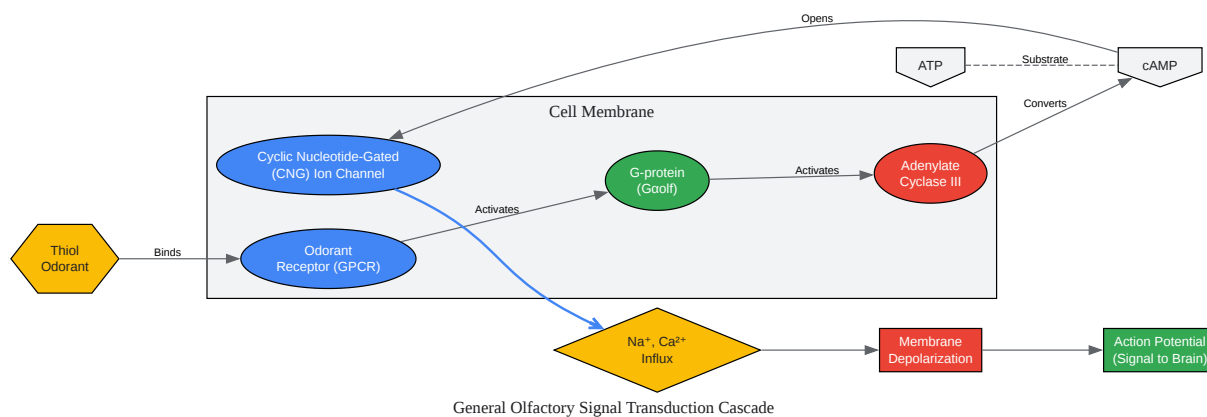 Opens
ATP
Substrate
cAMP
Converts
Cell Membrane
Cyclic Nucleotide-Gated
(CNG) Ion Channel
G-protein
(Gαolf)
Activates
Adenylate
Cyclase III
Activates
Thiol
Odorant
Binds
Odorant
Receptor (GPCR)
Na⁺, Ca²⁺
Influx
Membrane
Depolarization
Action Potential
(Signal to Brain)
General Olfactory Signal Transduction Cascade